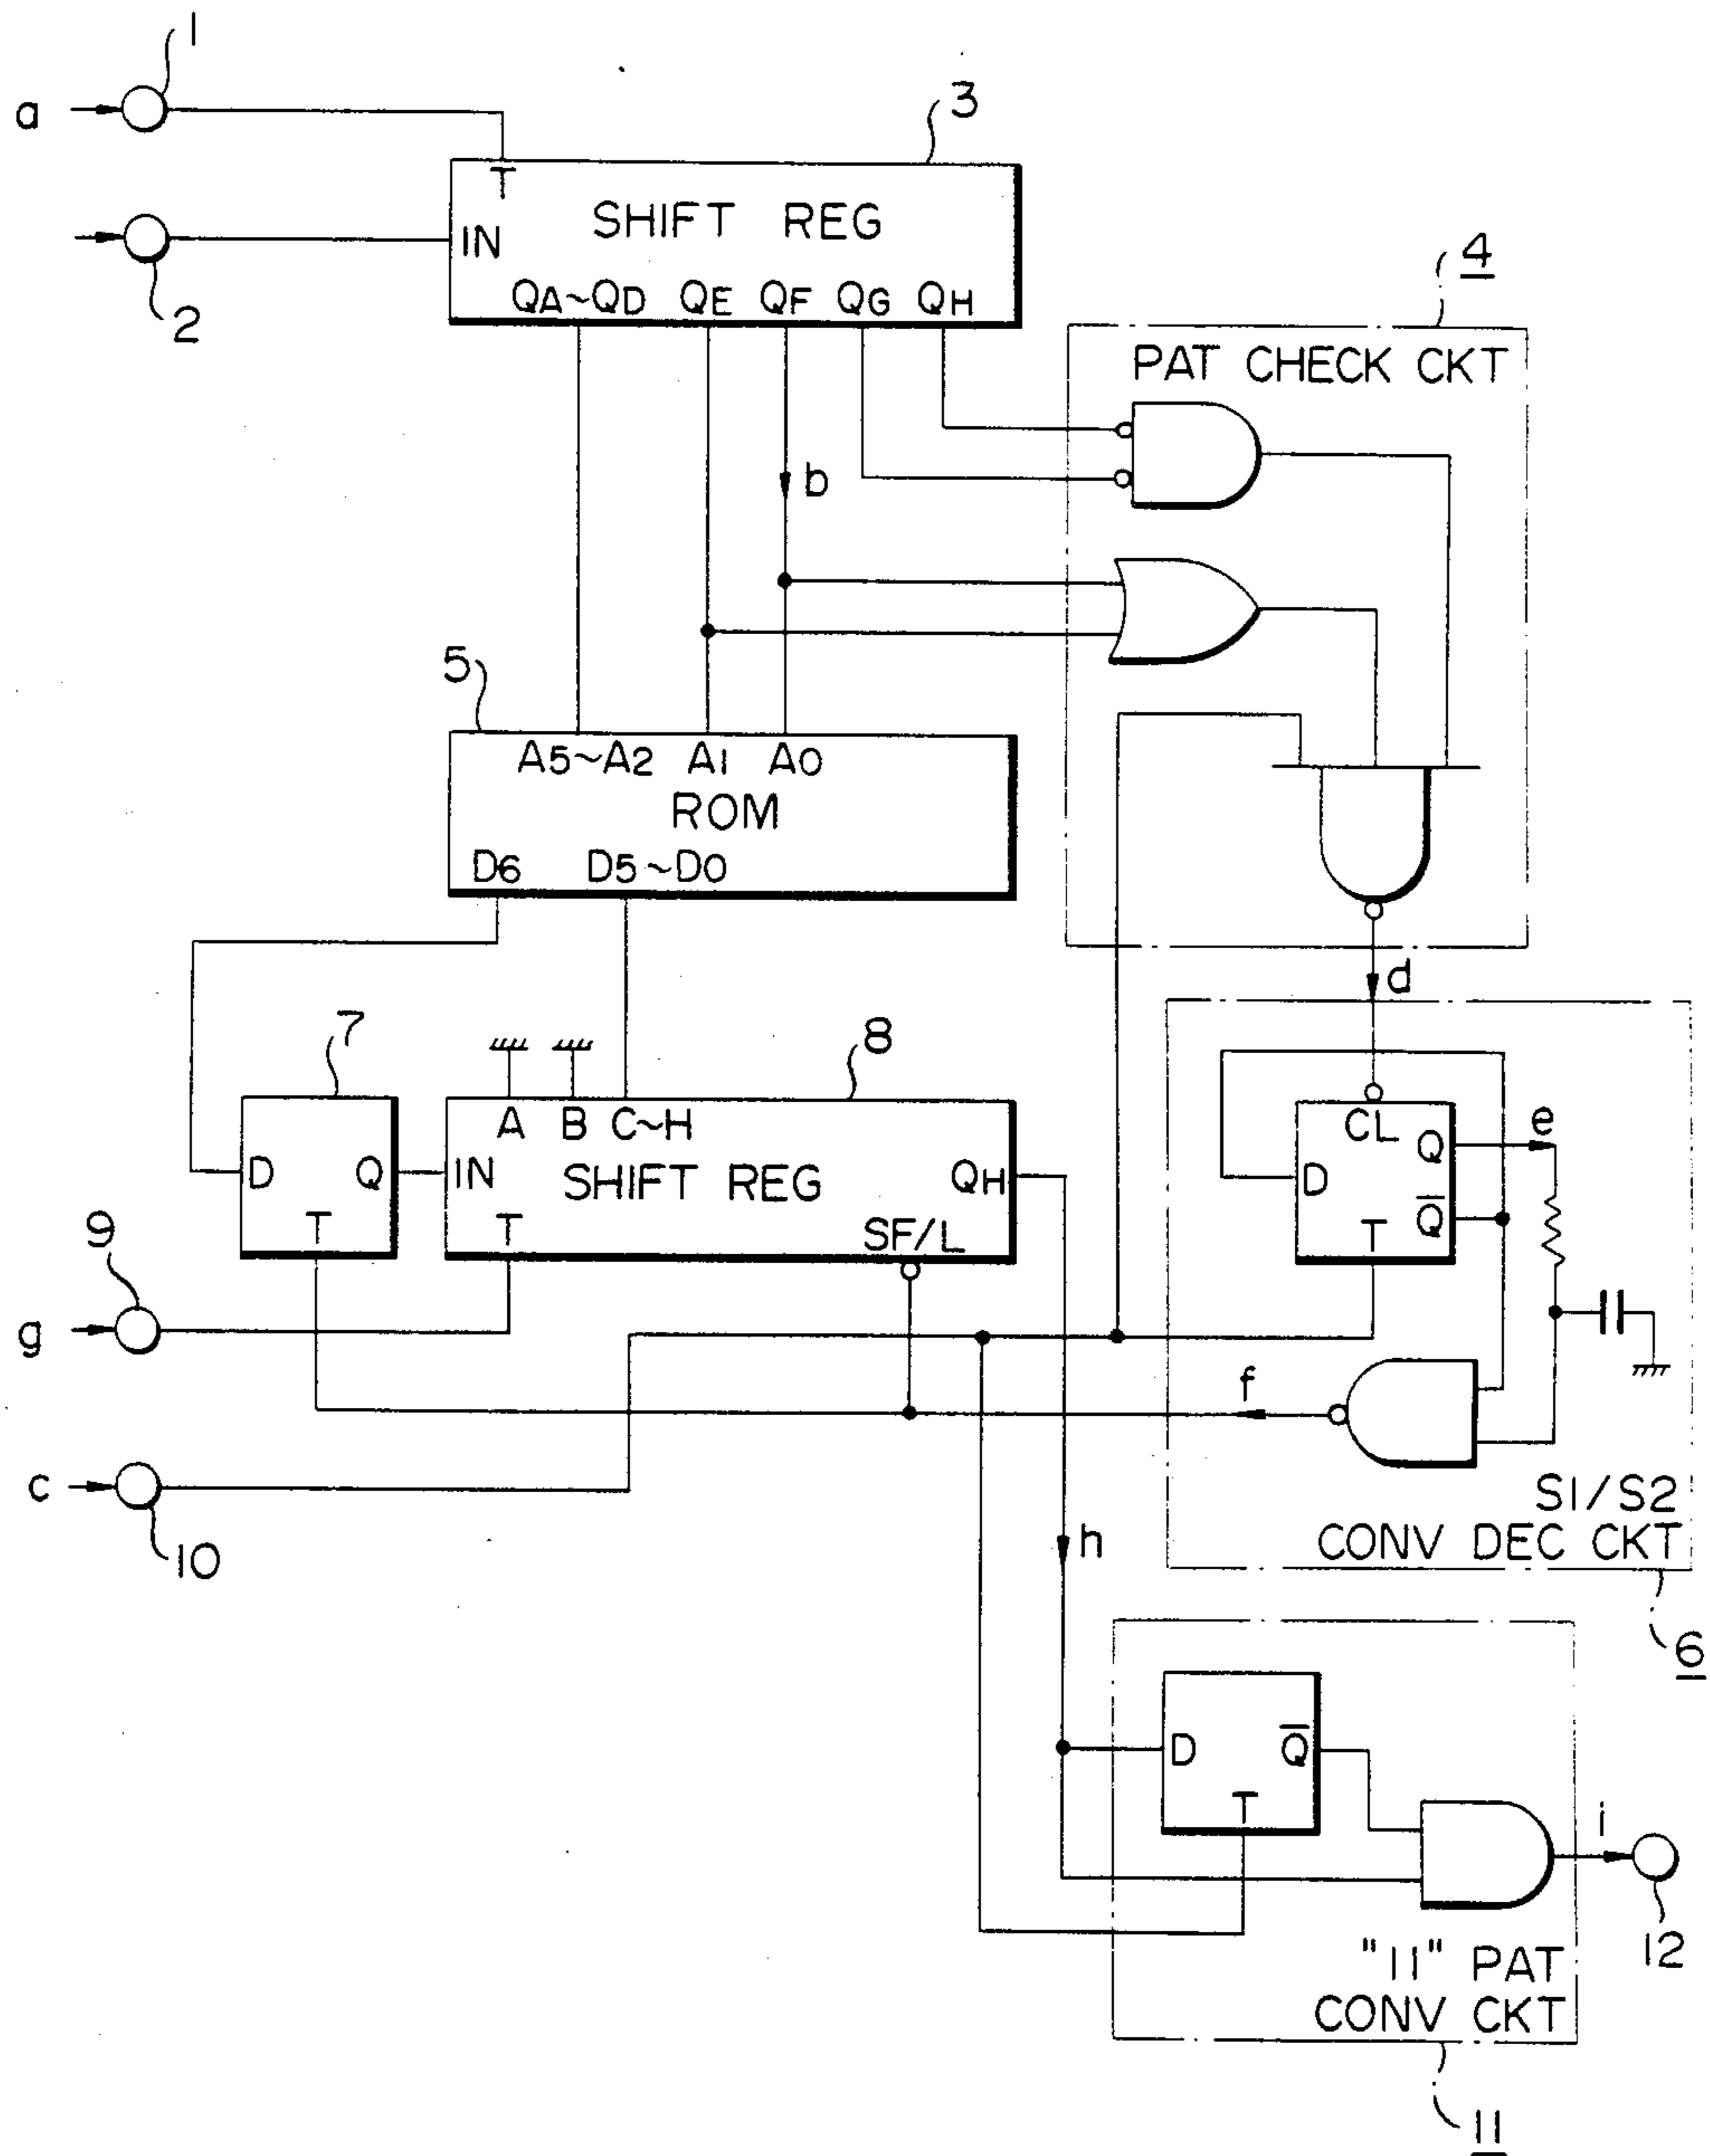 1
a
3
T
SHIFT REG
IN
2
QA~QD QE QF QG QH
4
PAT CHECK CKT
b
5
A5~A2 A1 A0
ROM
D6 D5~D0
d
7
8
A B C~H
CL
Q
e
D Q
IN SHIFT REG QH
D
Q̅
T
T
T
SF/L
9
g
f
c
10
S1/S2
CONV DEC CKT
h
6
D Q̅
T
i
12
"11" PAT
CONV CKT
11